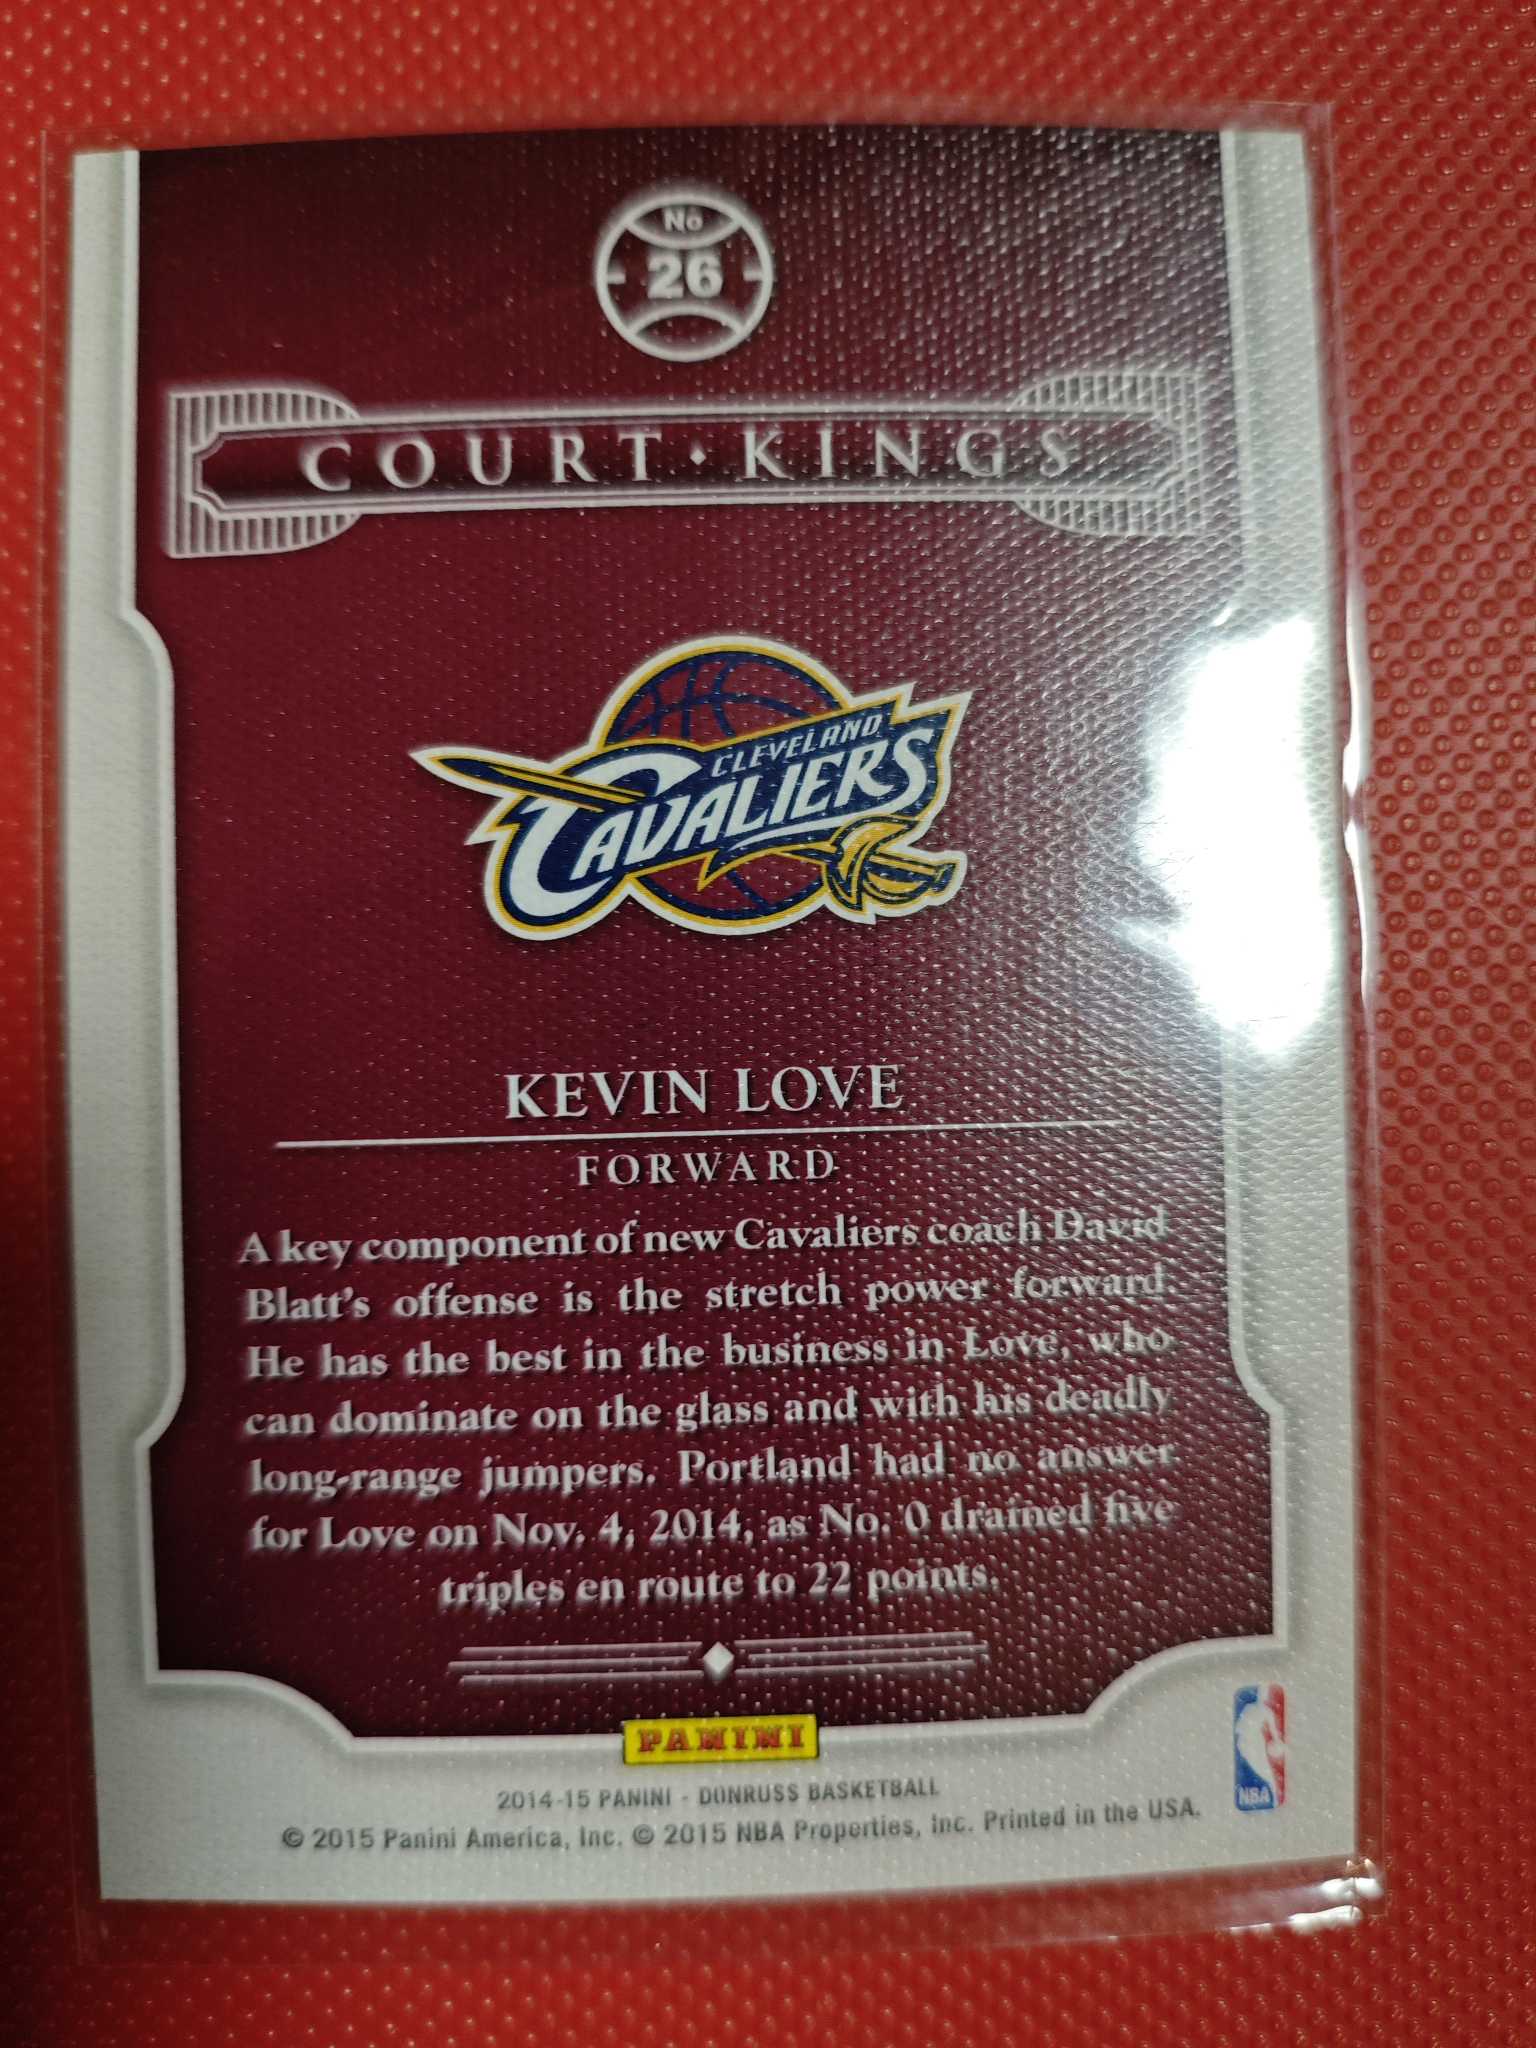 No
26
COURT · KINGS
CLEVELAND
CAVALIERS
KEVIN LOVE
FORWARD
A key component of new Cavaliers coach David
Blatt's offense is the stretch power forward.
He has the best in the business in Love, who
can dominate on the glass and with his deadly
long-range jumpers. Portland had no answer
for Love on Nov. 4, 2014, as No. 0 drained five
triples en route to 22 points.
PANINI
2014-15 PANINI - DONRUSS BASKETBALL
© 2015 Panini America, Inc. © 2015 NBA Properties, Inc. Printed in the USA.
NBA